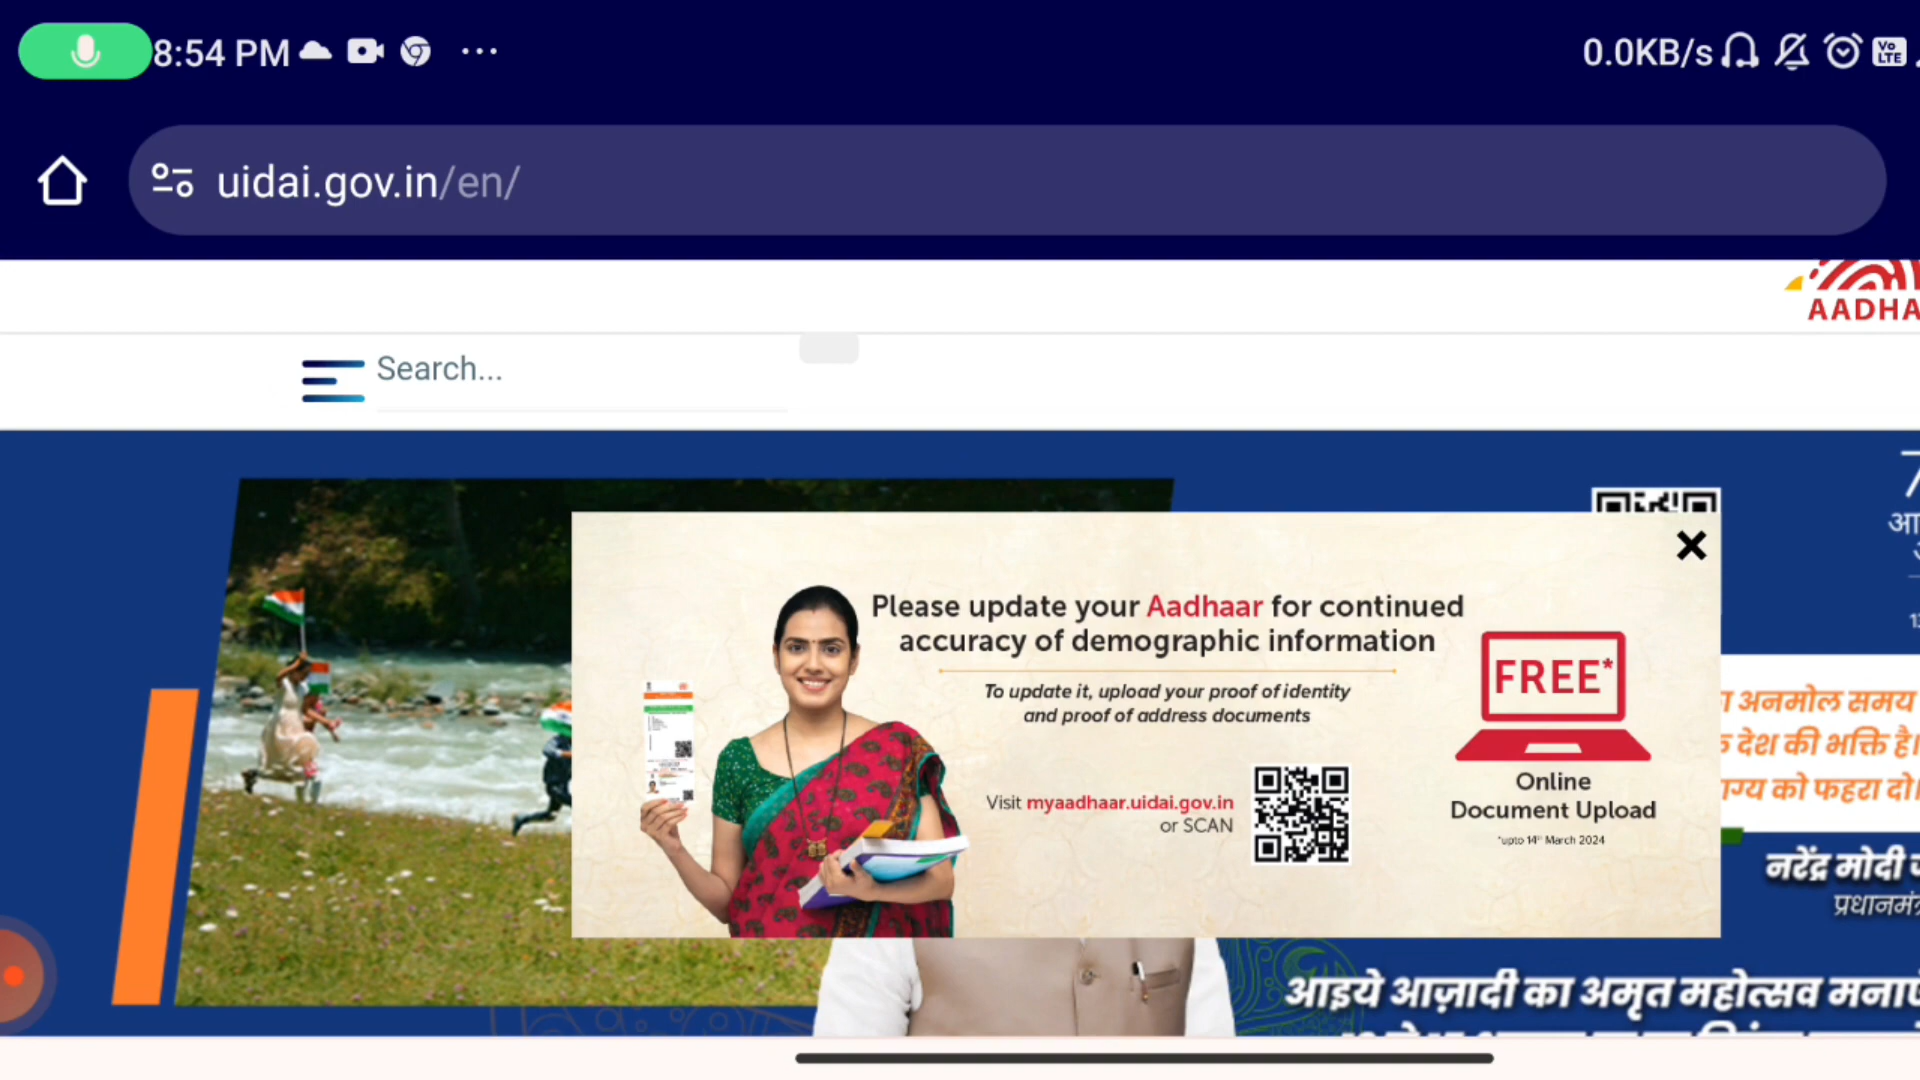 8:54 PM
0.0KB/s
Vo LTE
uidai.gov.in/en/
AADHA
Search...
Please update your Aadhaar for continued
accuracy of demographic information
To update it, upload your proof of identity
and proof of address documents
Visit myaadhaar.uidai.gov.in
or SCAN
FREE*
Online
Document Upload
*upto 14th March 2024
अनमोल समय
देश की भक्ति है।
को फहरा दो।
नरेंद्र मोदी
आइये आज़ादी का अमृत महोत्सव